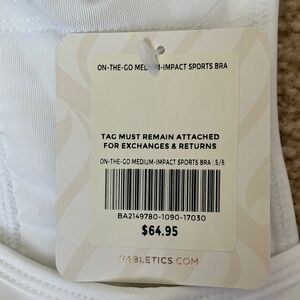 ON-THE-GO MEDIUM-IMPACT SPORTS BRA
TAG MUST REMAIN ATTACHED
FOR EXCHANGES & RETURNS
ON-THE-GO MEDIUM-IMPACT SPORTS BRA | S/6
BA2149780-1090-17030
$64.95
FABLETICS.COM